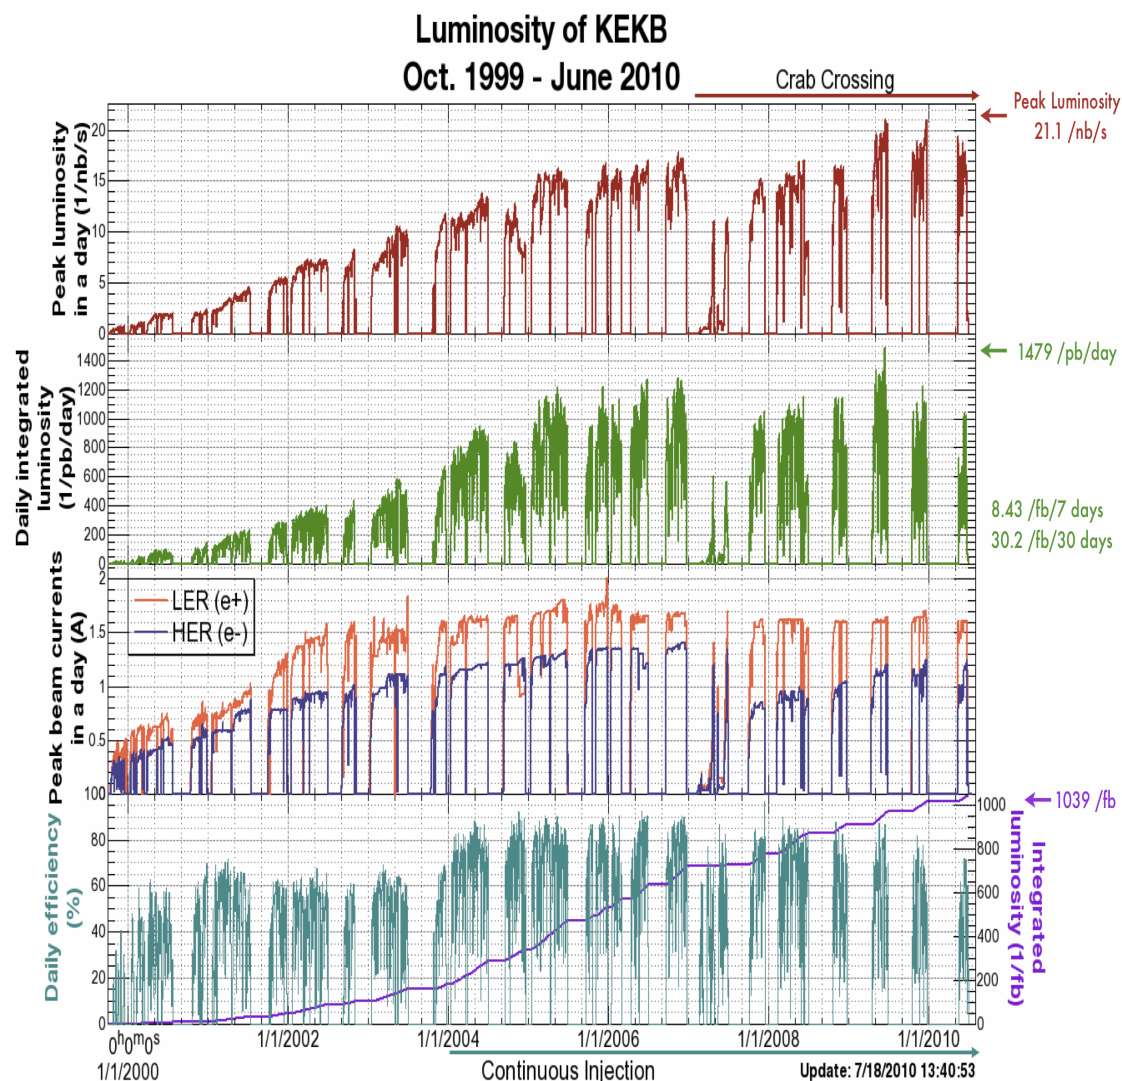 Luminosity of KEKB
Oct. 1999 - June 2010
Crab Crossing
Peak Luminosity
21.1 /nb/s
Peak luminosity
in a day (1/nb/s)
20
15
10
5
0
1479 /pb/day
Daily integrated
luminosity
(1/pb/day)
1400
1200
1000
800
600
400
200
0
8.43 /fb/7 days
30.2 /fb/30 days
Peak beam currents
in a day (A)
2
1.5
1
0.5
LER (e+)
HER (e-)
Daily efficiency
(%)
100
80
60
40
20
0
1039 /fb
1000
800
600
400
200
0
Integrated
luminosity (1/fb)
0h0m0s
1/1/2000
1/1/2002
1/1/2004
1/1/2006
1/1/2008
1/1/2010
Continuous Injection
Update: 7/18/2010 13:40:53